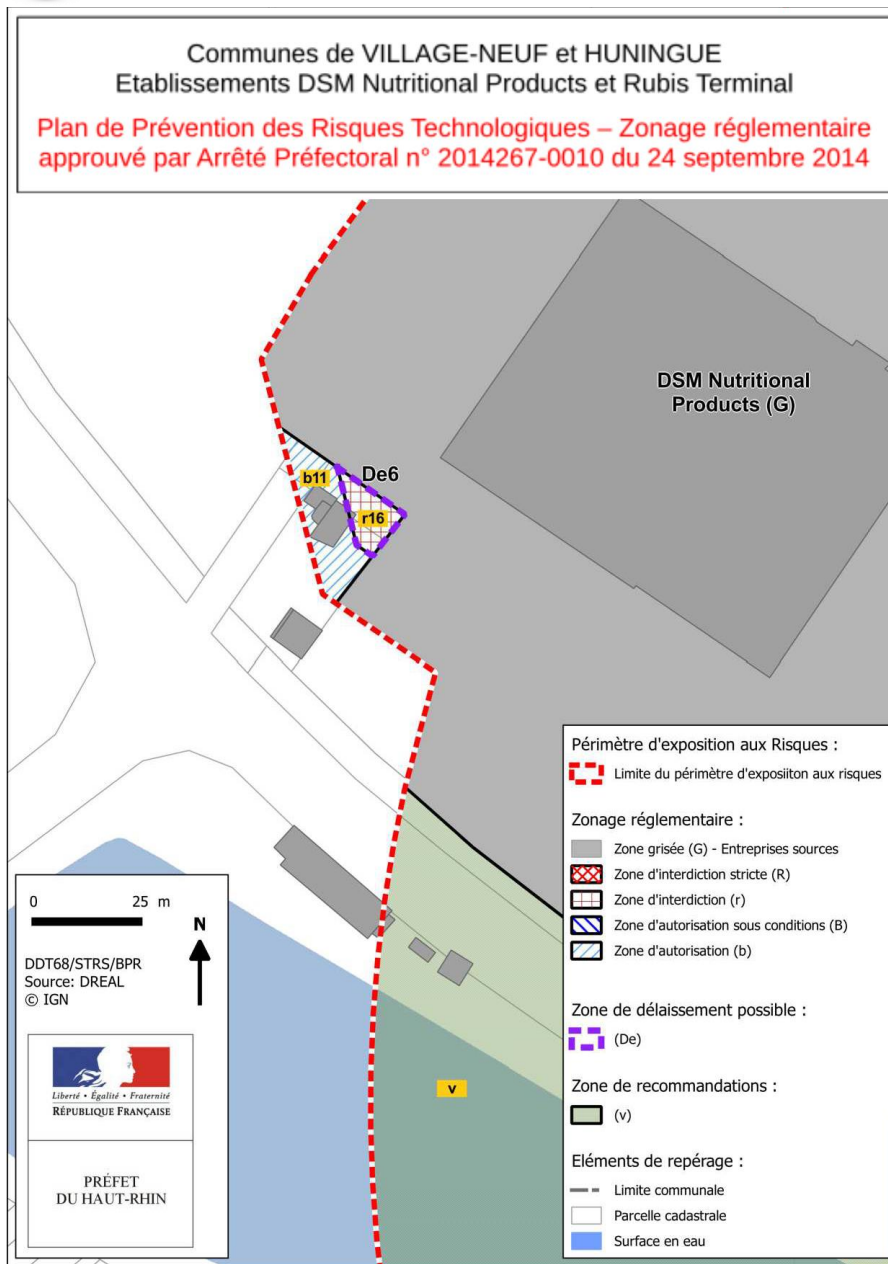 Communes de VILLAGE-NEUF et HUNINGUE
Etablissements DSM Nutritional Products et Rubis Terminal
Plan de Prévention des Risques Technologiques – Zonage réglementaire
approuvé par Arrêté Préfectoral n° 2014267-0010 du 24 septembre 2014
DSM Nutritional
Products (G)
De6
b11
r16
v
Périmètre d'exposition aux Risques :
Limite du périmètre d'exposiiton aux risques
Zonage réglementaire :
Zone grisée (G) - Entreprises sources
Zone d'interdiction stricte (R)
Zone d'interdiction (r)
Zone d'autorisation sous conditions (B)
Zone d'autorisation (b)
Zone de délaissement possible :
(De)
Zone de recommandations :
(v)
Eléments de repérage :
Limite communale
Parcelle cadastrale
Surface en eau
0 25 m
N
DDT68/STRS/BPR
Source: DREAL
© IGN
Liberté • Égalité • Fraternité
RÉPUBLIQUE FRANÇAISE
PRÉFET
DU HAUT-RHIN